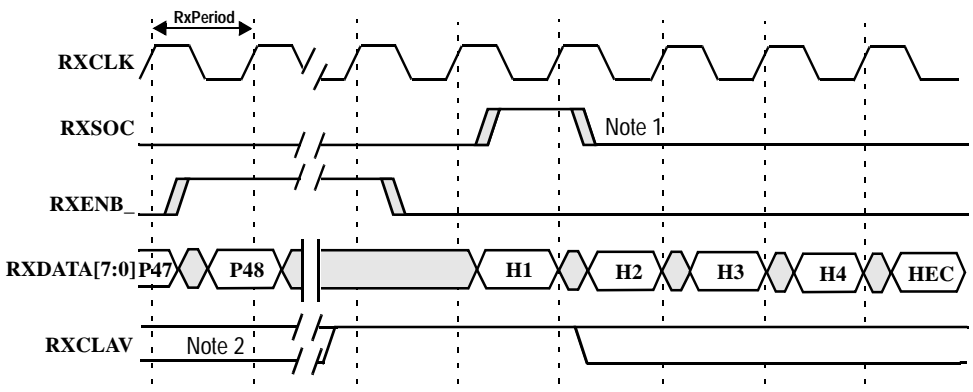 RxPeriod
RXCLK
RXSOC
Note 1
RXENB_
RXDATA[7:0] P47 P48 H1 H2 H3 H4 HEC
RXCLAV
Note 2